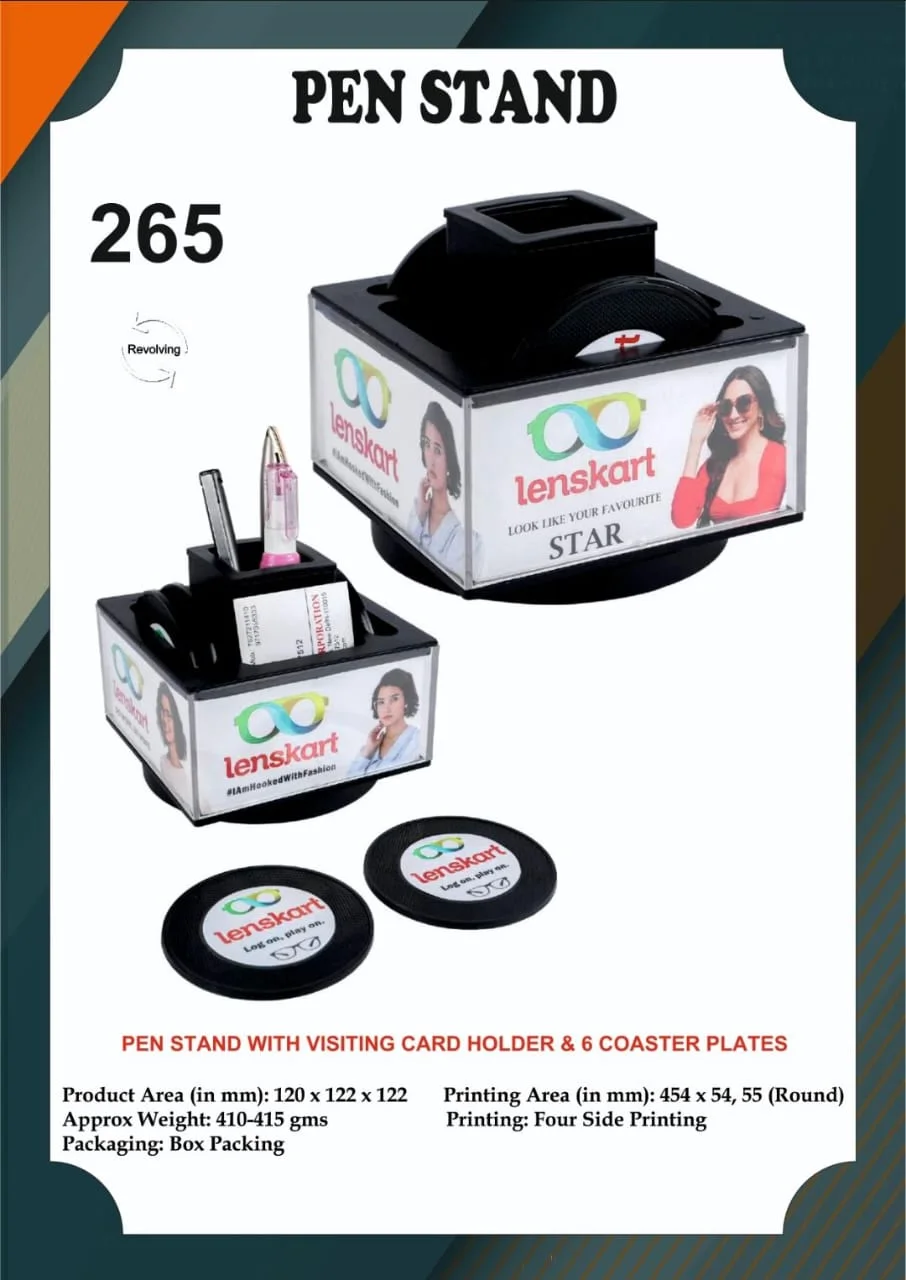 PEN STAND
265
Revolving
lenskart
#IAmHookedWithFashion
lenskart
LOOK LIKE YOUR FAVOURITE
STAR
lenskart
lenskart
#IAmHookedWithFashion
lenskart
Log on, play on.
lenskart
Log on, play on.
PEN STAND WITH VISITING CARD HOLDER & 6 COASTER PLATES
Product Area (in mm): 120 x 122 x 122
Printing Area (in mm): 454 x 54, 55 (Round)
Approx Weight: 410-415 gms
Printing: Four Side Printing
Packaging: Box Packing